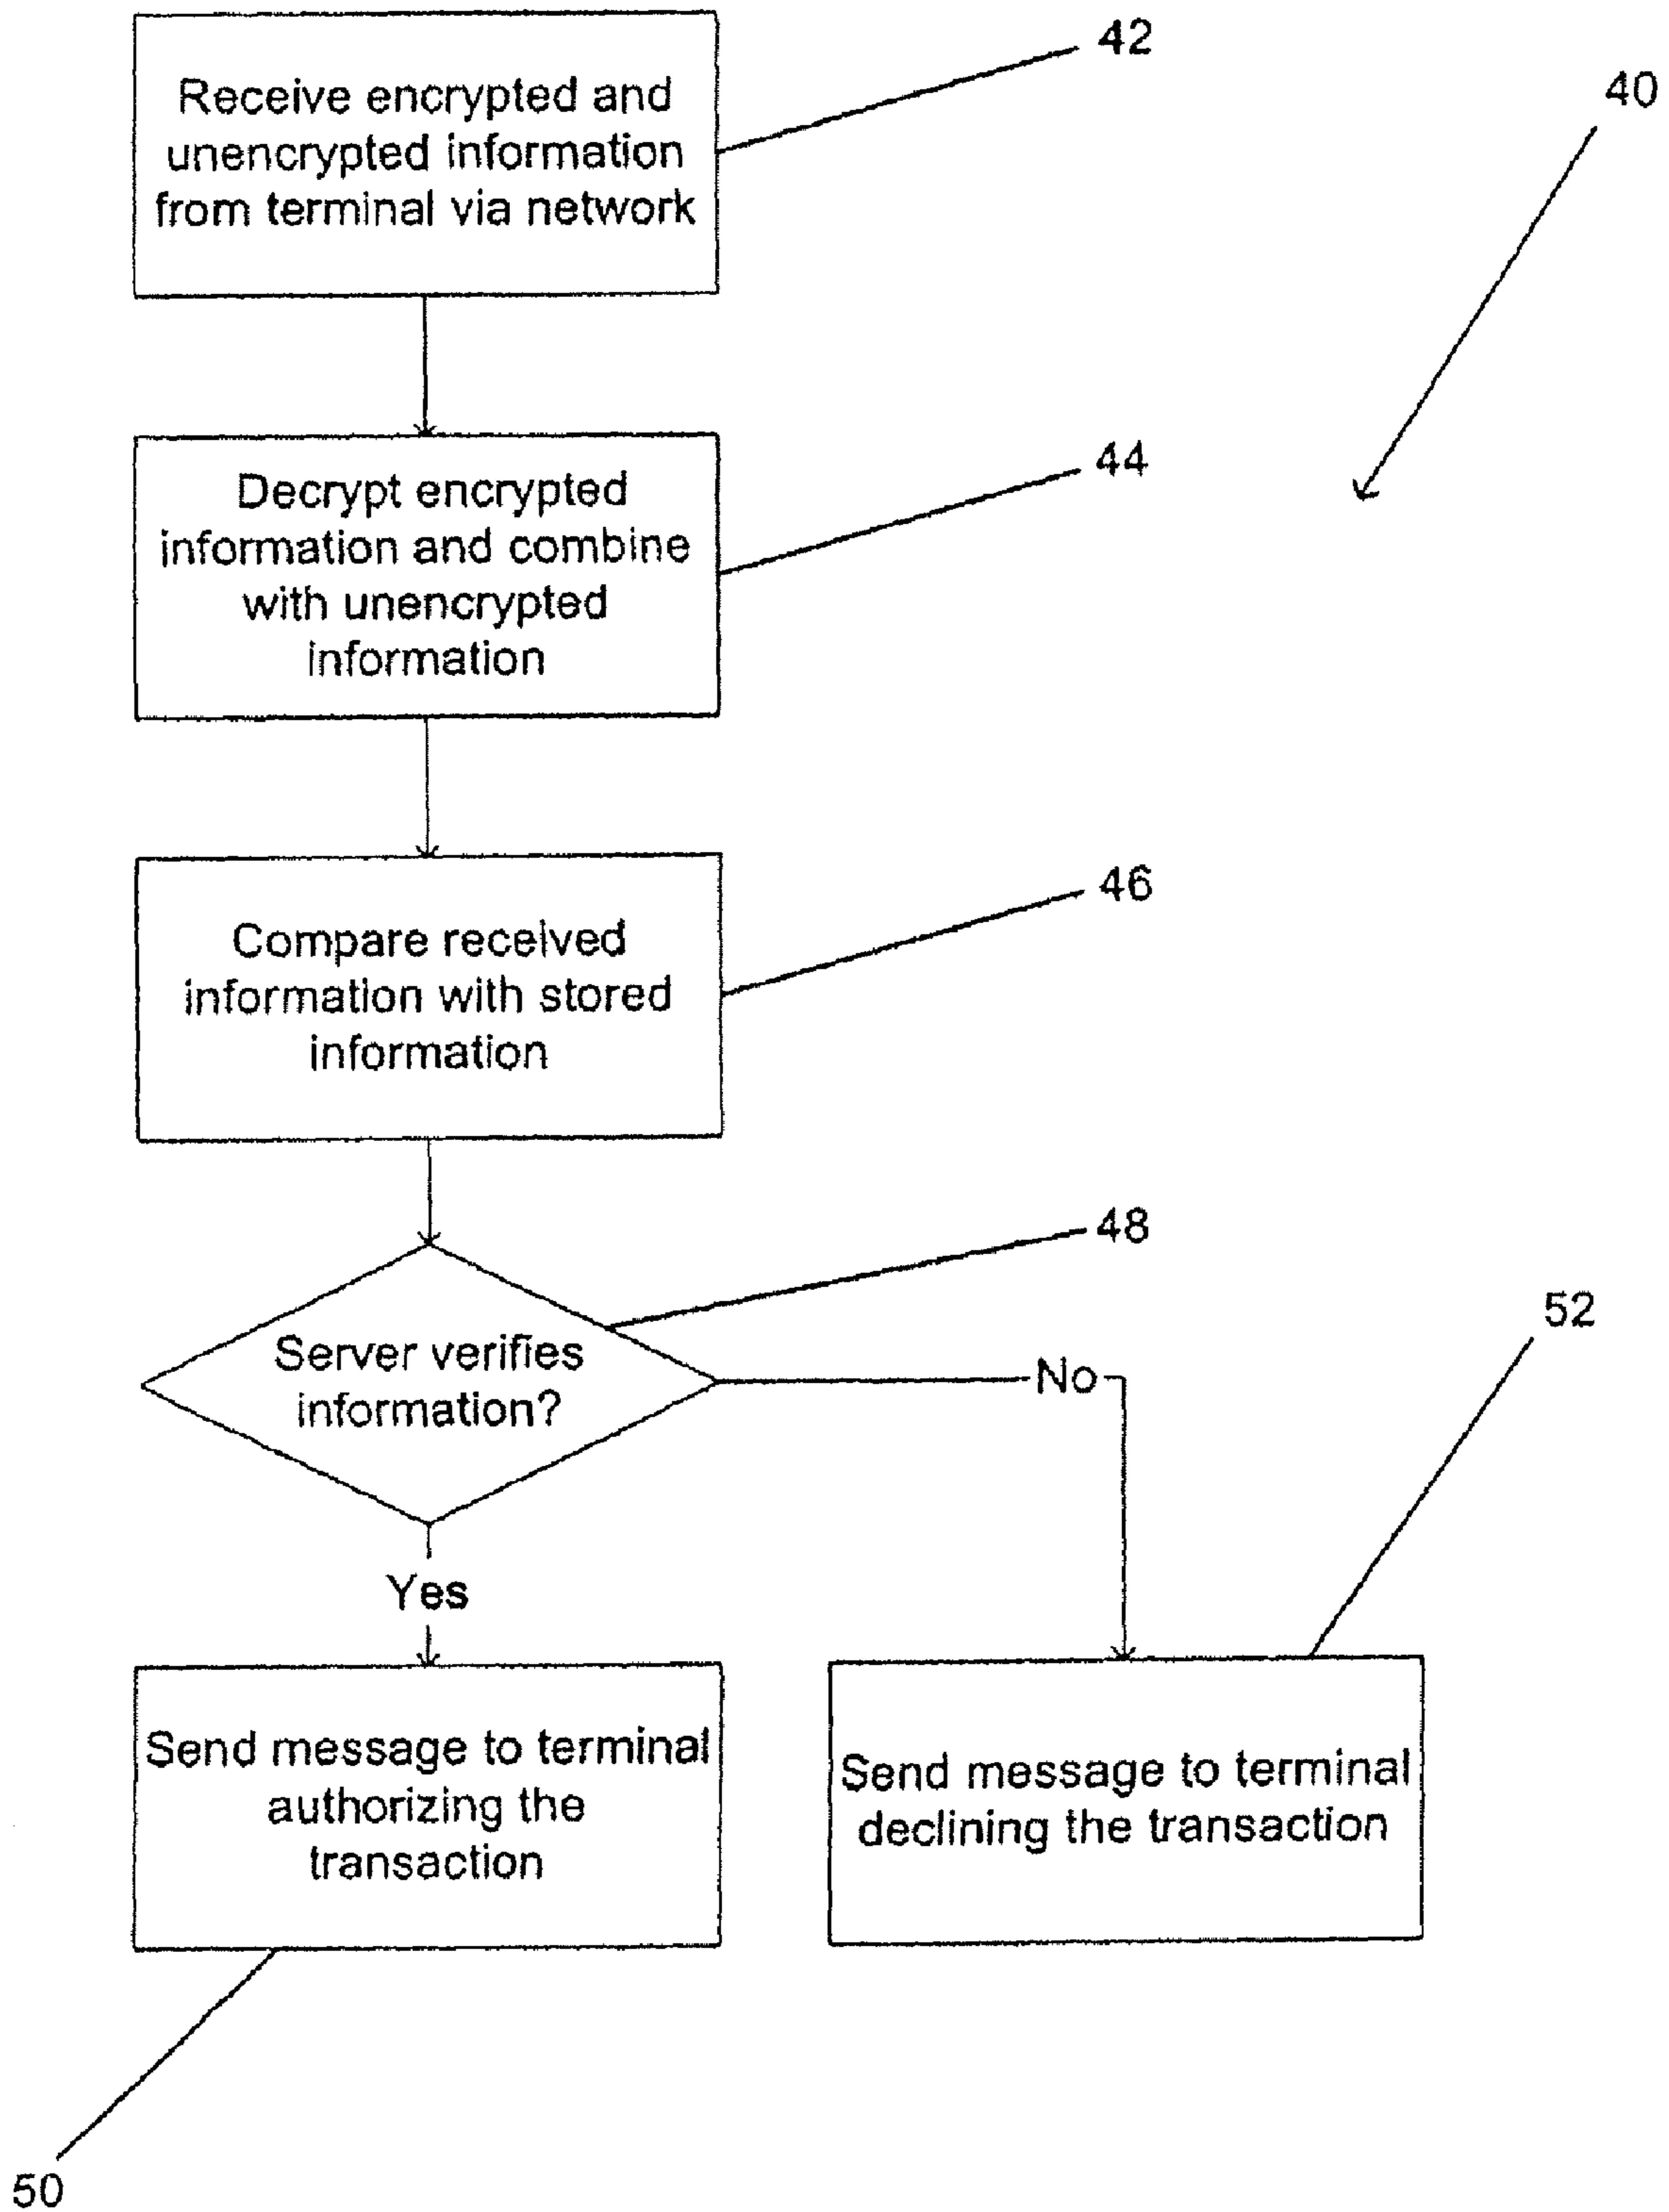 42
40
Receive encrypted and
unencrypted information
from terminal via network
44
Decrypt encrypted
information and combine
with unencrypted
information
46
Compare received
information with stored
information
48
52
Server verifies
information?
No
Yes
Send message to terminal
authorizing the
transaction
Send message to terminal
declining the transaction
50